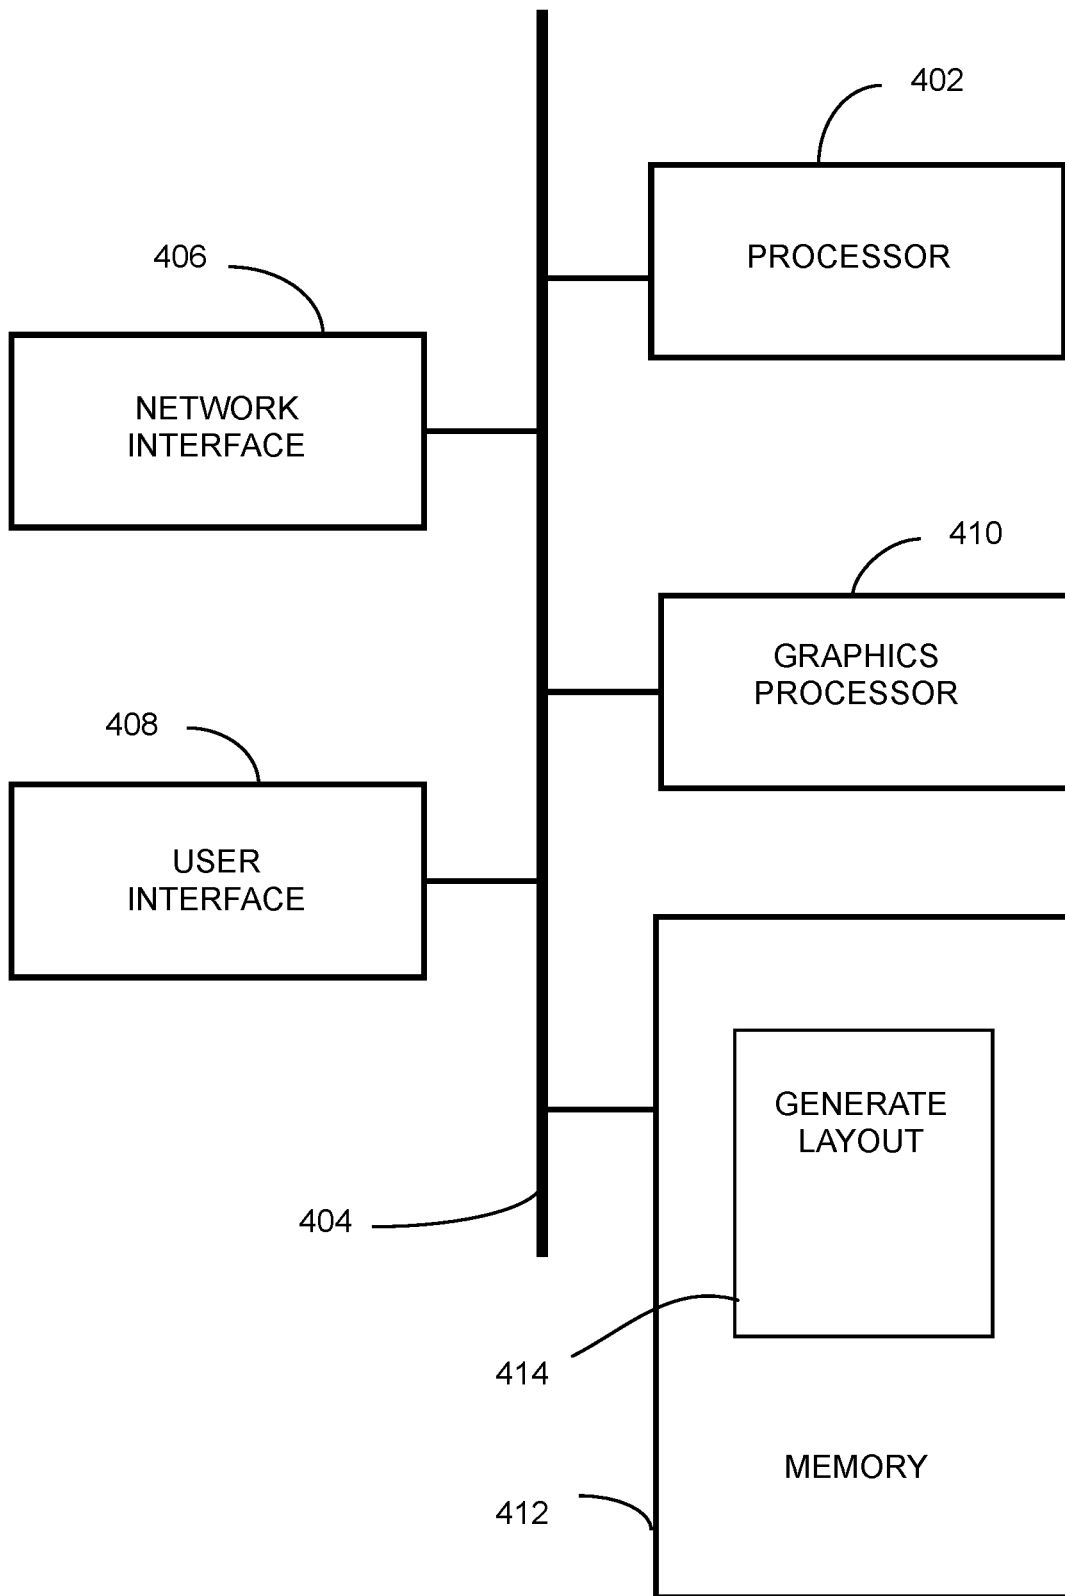 402
PROCESSOR
406
NETWORK
INTERFACE
410
GRAPHICS
PROCESSOR
408
USER
INTERFACE
GENERATE
LAYOUT
404
414
MEMORY
412